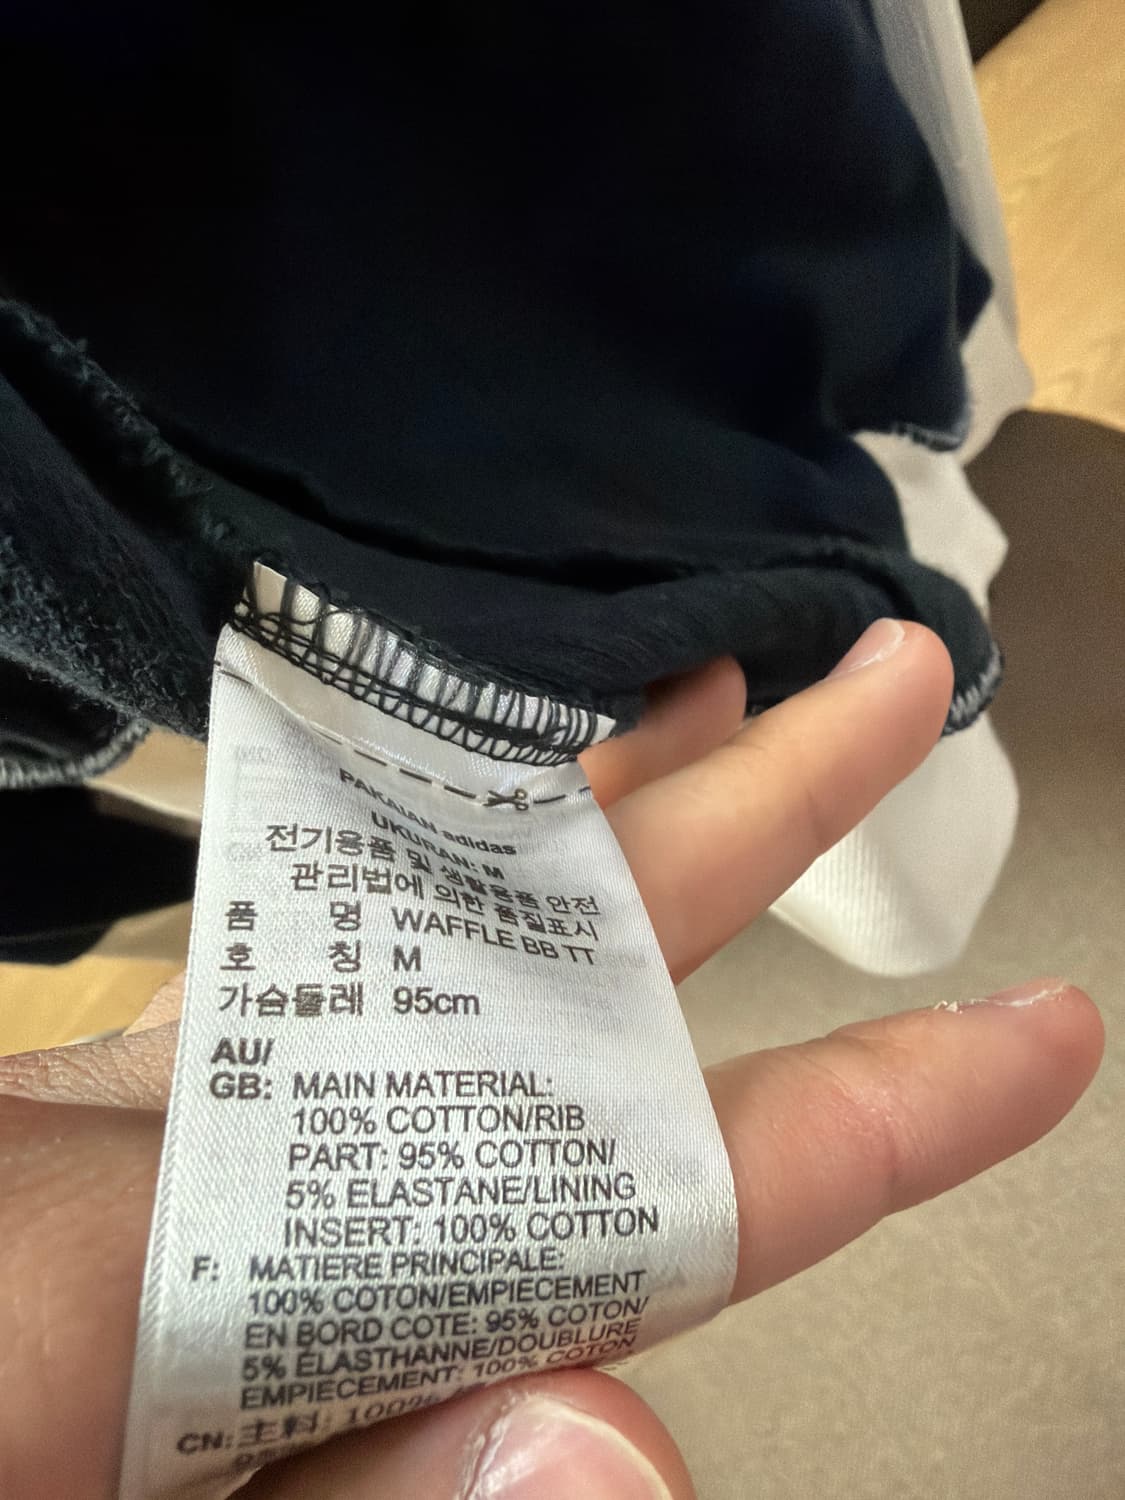 PAKAIAN adidas
UKURAN: M
전기용품 및 생활용품 안전
관리법에 의한 품질표시
품 명 WAFFLE BB TT
호 칭 M
가슴둘레 95cm
AU/
GB: MAIN MATERIAL:
100% COTTON/RIB
PART: 95% COTTON/
5% ELASTANE/LINING
INSERT: 100% COTTON
F: MATIERE PRINCIPALE:
100% COTON/EMPIECEMENT
EN BORD COTE: 95% COTON/
5% ELASTHANNE/DOUBLURE
EMPIECEMENT: 100% COTON
CN: 主料: 100%